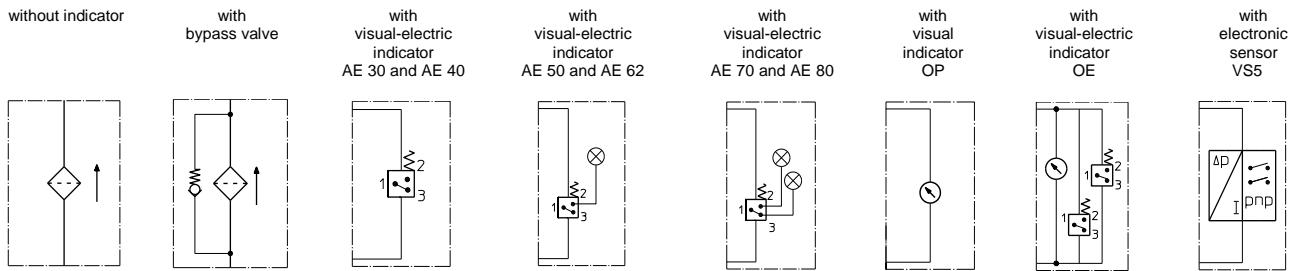 without indicator
with
bypass valve
with
visual-electric
indicator
AE 30 and AE 40
with
visual-electric
indicator
AE 50 and AE 62
with
visual-electric
indicator
AE 70 and AE 80
with
visual
indicator
OP
with
visual-electric
indicator
OE
with
electronic
sensor
VS5
1
2
3
1
2
3
1
2
3
1
2
3
1
2
3
Δp
I
pnp